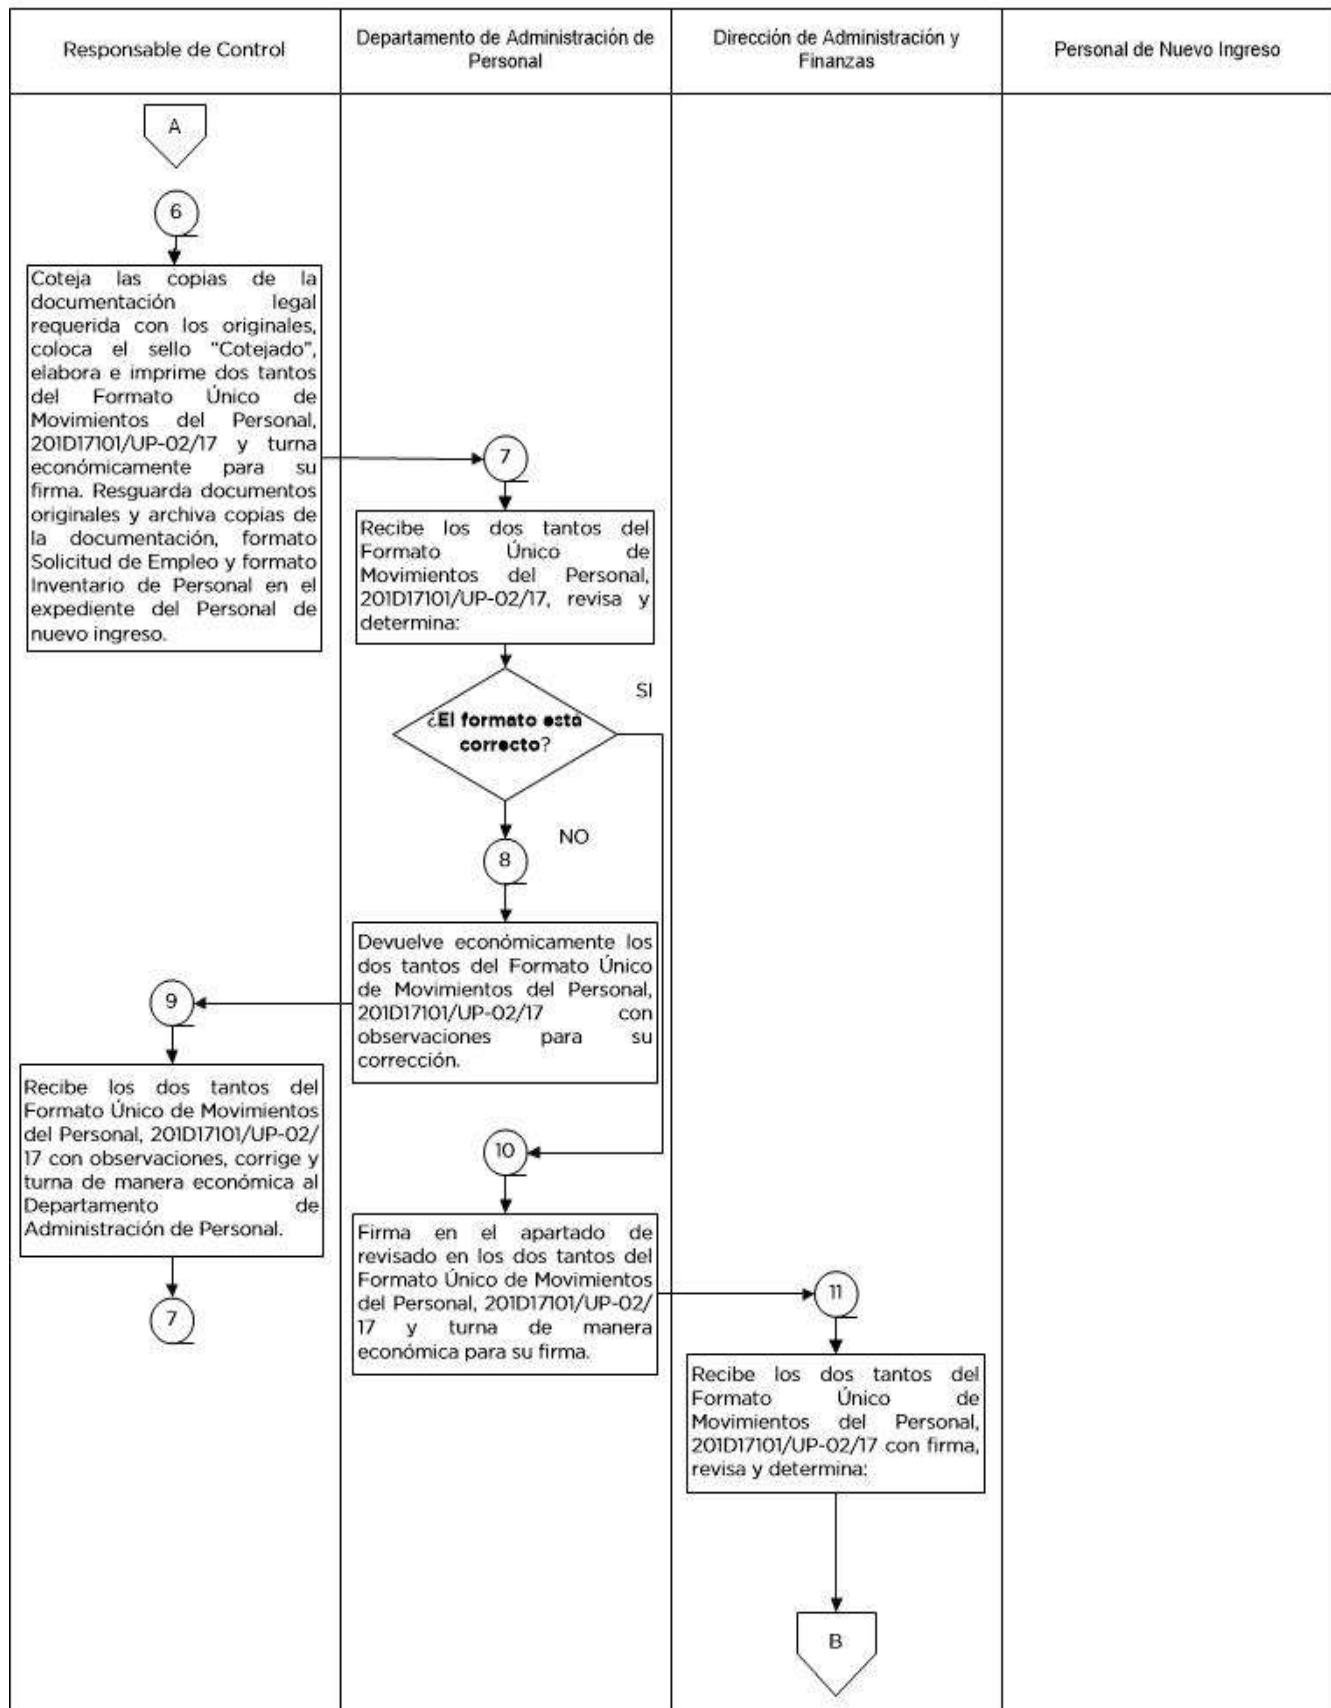 Responsable de Control
Departamento de Administración de
Personal
Dirección de Administración y
Finanzas
Personal de Nuevo Ingreso
A
6
Coteja las copias de la
documentación legal
requerida con los originales,
coloca el sello "Cotejado",
elabora e imprime dos tantos
del Formato Único de
Movimientos del Personal,
201D17101/UP-02/17 y turna
económicamente para su
firma. Resguarda documentos
originales y archiva copias de
la documentación, formato
Solicitud de Empleo y formato
Inventario de Personal en el
expediente del Personal de
nuevo ingreso.
7
Recibe los dos tantos del
Formato Único de
Movimientos del Personal,
201D17101/UP-02/17, revisa y
determina:
SI
¿El formato está
correcto?
NO
8
Devuelve económicamente los
dos tantos del Formato Único
de Movimientos del Personal,
201D17101/UP-02/17 con
observaciones para su
corrección.
9
Recibe los dos tantos del
Formato Único de Movimientos
del Personal, 201D17101/UP-02/
17 con observaciones, corrige y
turna de manera económica al
Departamento de
Administración de Personal.
7
10
Firma en el apartado de
revisado en los dos tantos del
Formato Único de Movimientos
del Personal, 201D17101/UP-02/
17 y turna de manera
económica para su firma.
11
Recibe los dos tantos del
Formato Único de
Movimientos del Personal,
201D17101/UP-02/17 con firma,
revisa y determina:
B